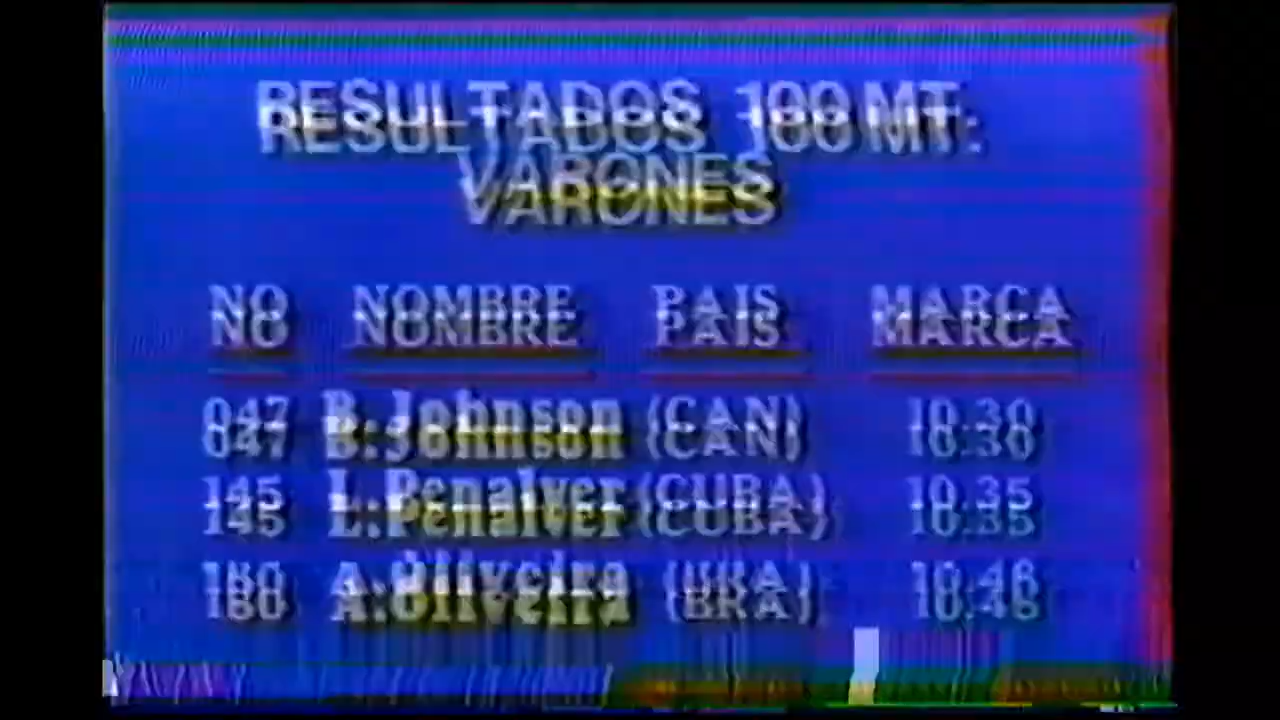 RESULTADOS 100 MT:
VARONES
NO NOMBRE PAIS MARCA
047 B.Johnson (CAN) 10.30
145 L.Penalver (CUBA) 10.35
160 A.Oliveira (BRA) 10.46